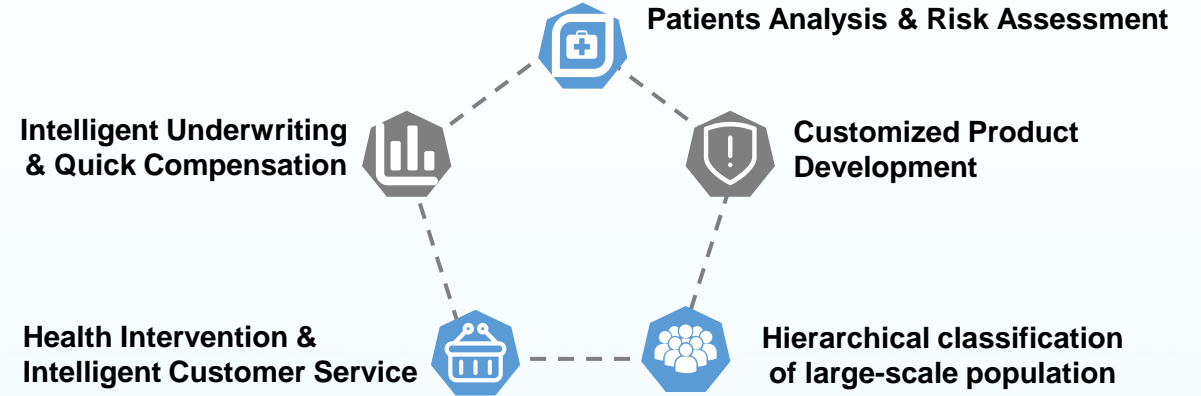 Patients Analysis & Risk Assessment
Intelligent Underwriting
& Quick Compensation
Customized Product
Development
Health Intervention &
Intelligent Customer Service
Hierarchical classification
of large-scale population